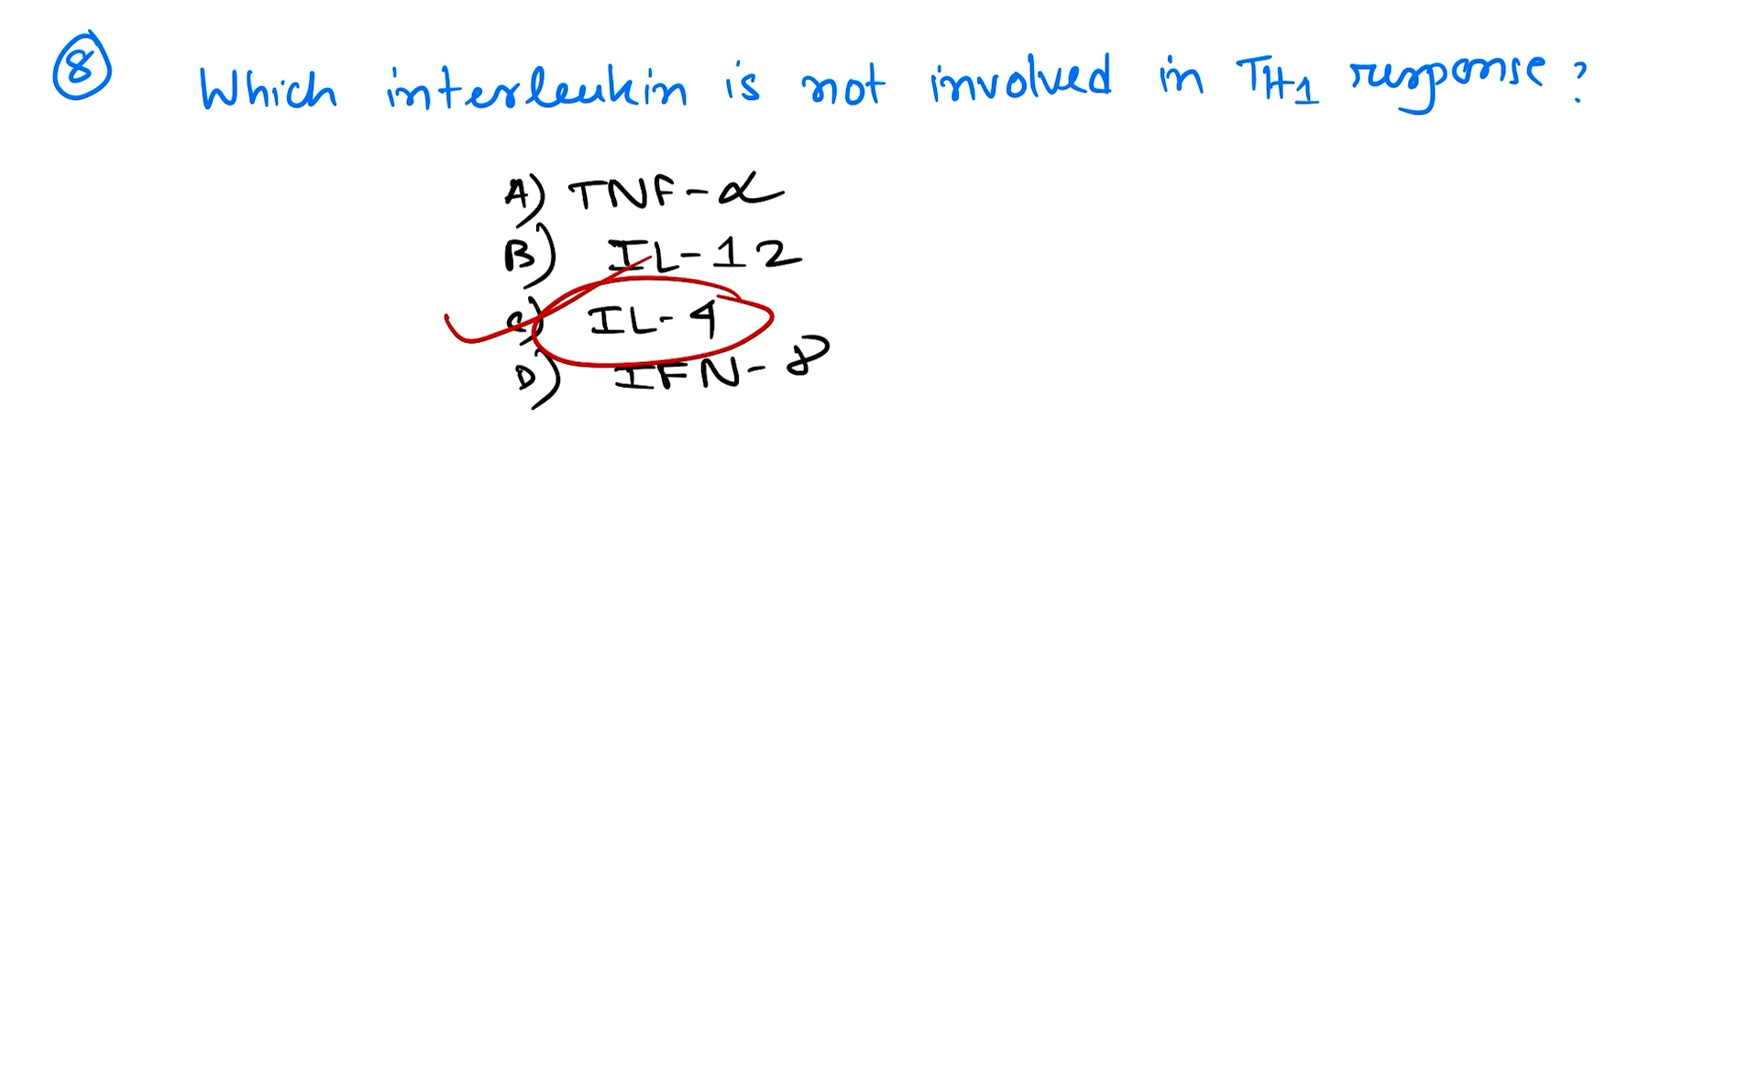 8 Which interleukin is not involved in TH1 response?
A) TNF-α
B) IL-12
C) IL-4
D) IFN-γ